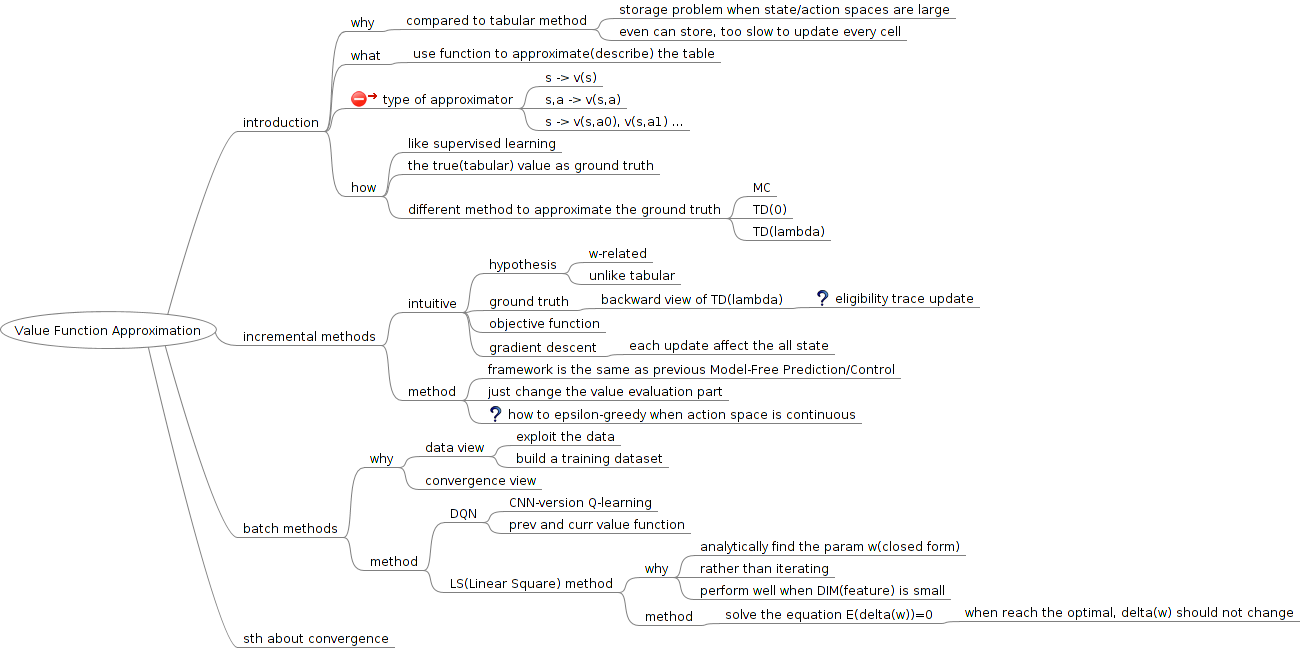 Value Function Approximation
introduction
why
compared to tabular method
storage problem when state/action spaces are large
even can store, too slow to update every cell
what
use function to approximate(describe) the table
type of approximator
s -> v(s)
s,a -> v(s,a)
s -> v(s,a0), v(s,a1) ...
how
like supervised learning
the true(tabular) value as ground truth
different method to approximate the ground truth
MC
TD(0)
TD(lambda)
incremental methods
intuitive
hypothesis
w-related
unlike tabular
ground truth
backward view of TD(lambda)
? eligibility trace update
objective function
gradient descent
each update affect the all state
method
framework is the same as previous Model-Free Prediction/Control
just change the value evaluation part
? how to epsilon-greedy when action space is continuous
batch methods
why
data view
exploit the data
build a training dataset
convergence view
method
DQN
CNN-version Q-learning
prev and curr value function
LS(Linear Square) method
why
analytically find the param w(closed form)
rather than iterating
perform well when DIM(feature) is small
method
solve the equation E(delta(w))=0
when reach the optimal, delta(w) should not change
sth about convergence